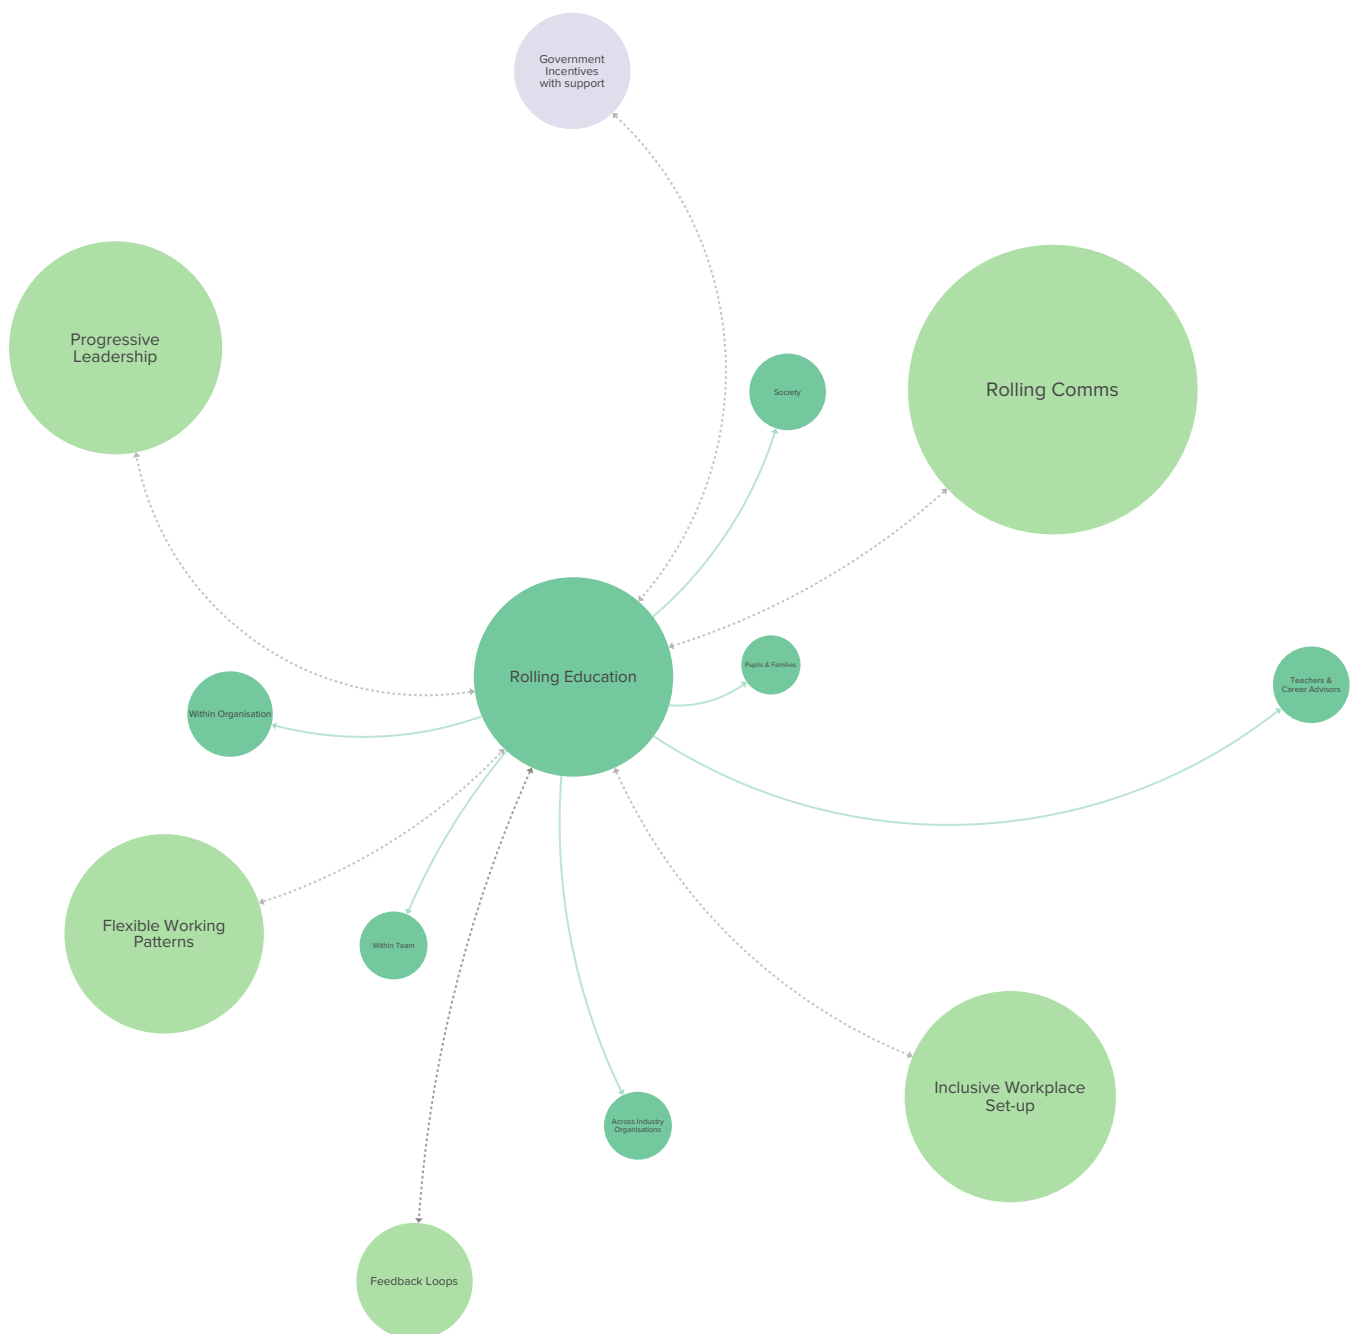 Government
Incentives
with support
Progressive
Leadership
Rolling Comms
Society
Rolling Education
Pupils & Families
Teachers &
Career Advisors
Within Organisation
Flexible Working
Patterns
Within Team
Inclusive Workplace
Set-up
Across Industry
Organisations
Feedback Loops